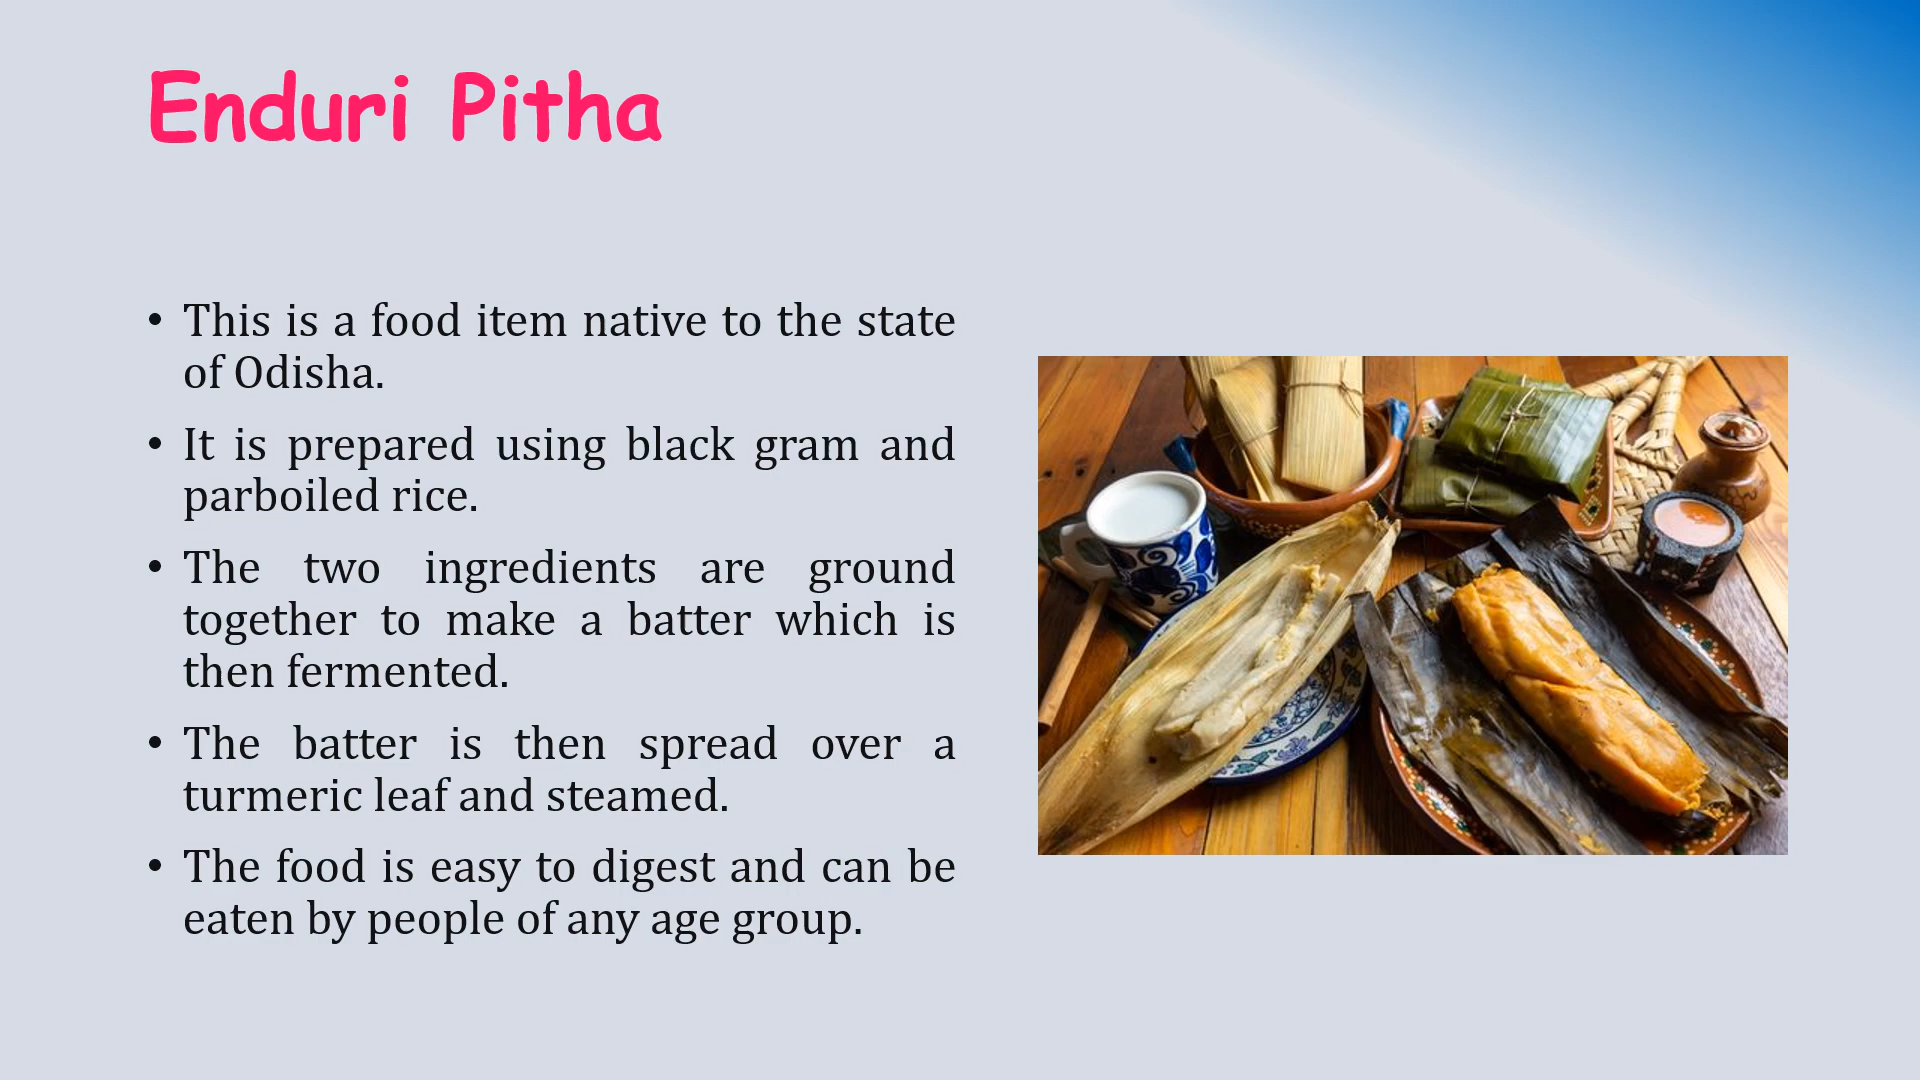 Enduri Pitha
• This is a food item native to the state
of Odisha.
• It is prepared using black gram and
parboiled rice.
• The two ingredients are ground
together to make a batter which is
then fermented.
• The batter is then spread over a
turmeric leaf and steamed.
• The food is easy to digest and can be
eaten by people of any age group.